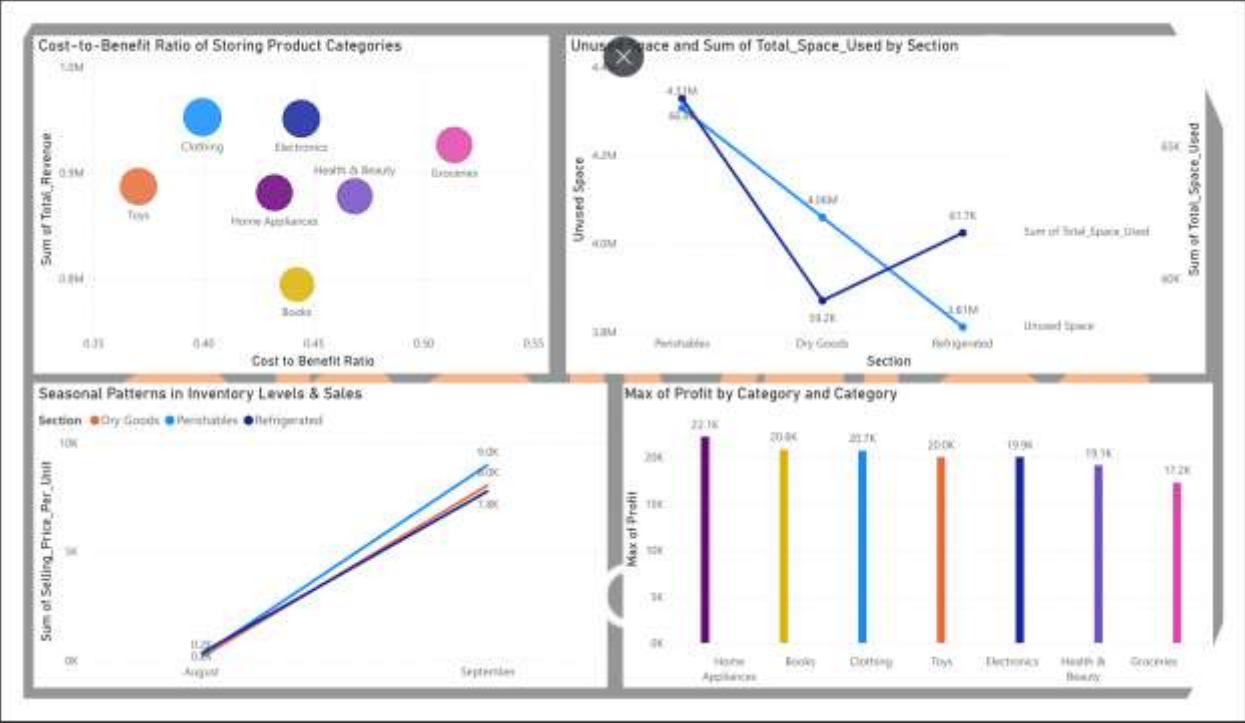 Cost-to-Benefit Ratio of Storing Product Categories
1.0M
0.9M
0.8M
Sum of Total_Revenue
Clothing
Electronics
Groceries
Health & Beauty
Toys
Home Appliances
Books
0.35 0.40 0.45 0.50 0.55
Cost to Benefit Ratio
Unused Space and Sum of Total_Space_Used by Section
4.2M
4.0M
3.8M
Unused Space
4.06M
59.2K
61.7K
Sum of Total_Space_Used
Unused Space
65K
60K
Sum of Total_Space_Used
Perishables Dry Goods Refrigerated
Section
Seasonal Patterns in Inventory Levels & Sales
Section Dry Goods Perishables Refrigerated
10K
5K
0K
Sum of Selling_Price_Per_Unit
9.0K
8.0K
7.8K
August September
Max of Profit by Category and Category
20K
15K
10K
5K
0K
Max of Profit
22.1K 20.8K 20.7K 20.0K 19.9K 19.1K 17.2K
Home Appliances Books Clothing Toys Electronics Health & Beauty Groceries